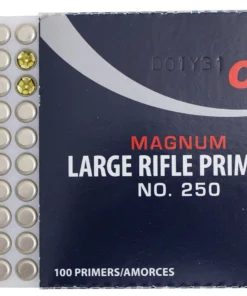 D01Y31
MAGNUM
LARGE RIFLE PRIM
NO. 250
100 PRIMERS/AMORCES